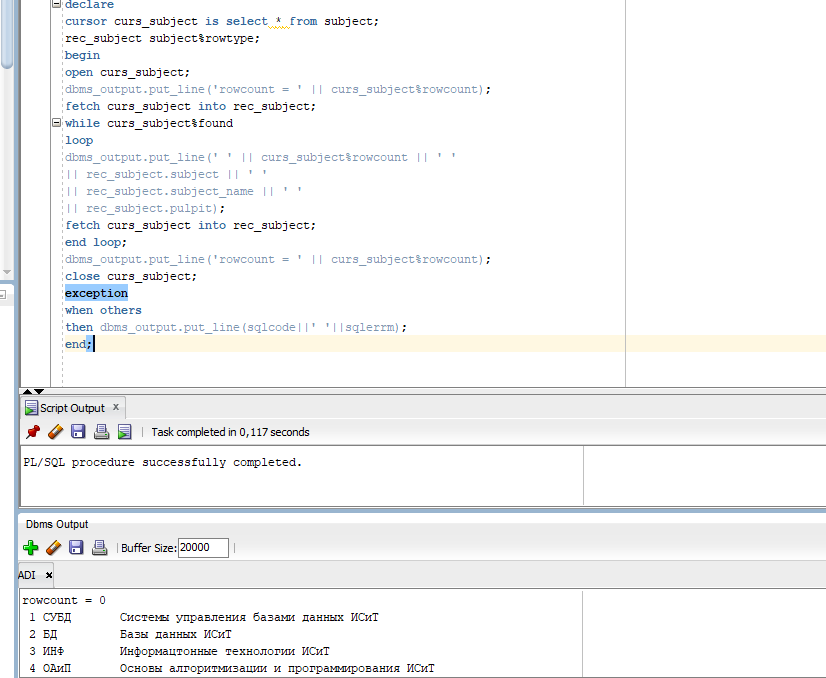 declare
cursor curs_subject is select * from subject;
rec_subject subject%rowtype;
begin
open curs_subject;
dbms_output.put_line('rowcount = ' || curs_subject%rowcount);
fetch curs_subject into rec_subject;
while curs_subject%found
loop
dbms_output.put_line(' ' || curs_subject%rowcount || ' '
|| rec_subject.subject || ' '
|| rec_subject.subject_name || ' '
|| rec_subject.pulpit);
fetch curs_subject into rec_subject;
end loop;
dbms_output.put_line('rowcount = ' || curs_subject%rowcount);
close curs_subject;
exception
when others
then dbms_output.put_line(sqlcode||' '||sqlerrm);
end;
Script Output x
Task completed in 0,117 seconds
PL/SQL procedure successfully completed.
Dbms Output
Buffer Size: 20000
ADI x
rowcount = 0
1 СУБД Системы управления базами данных ИСиТ
2 БД Базы данных ИСиТ
3 ИНФ Информацтонные технологии ИСиТ
4 ОАиП Основы алгоритмизации и программирования ИСиТ